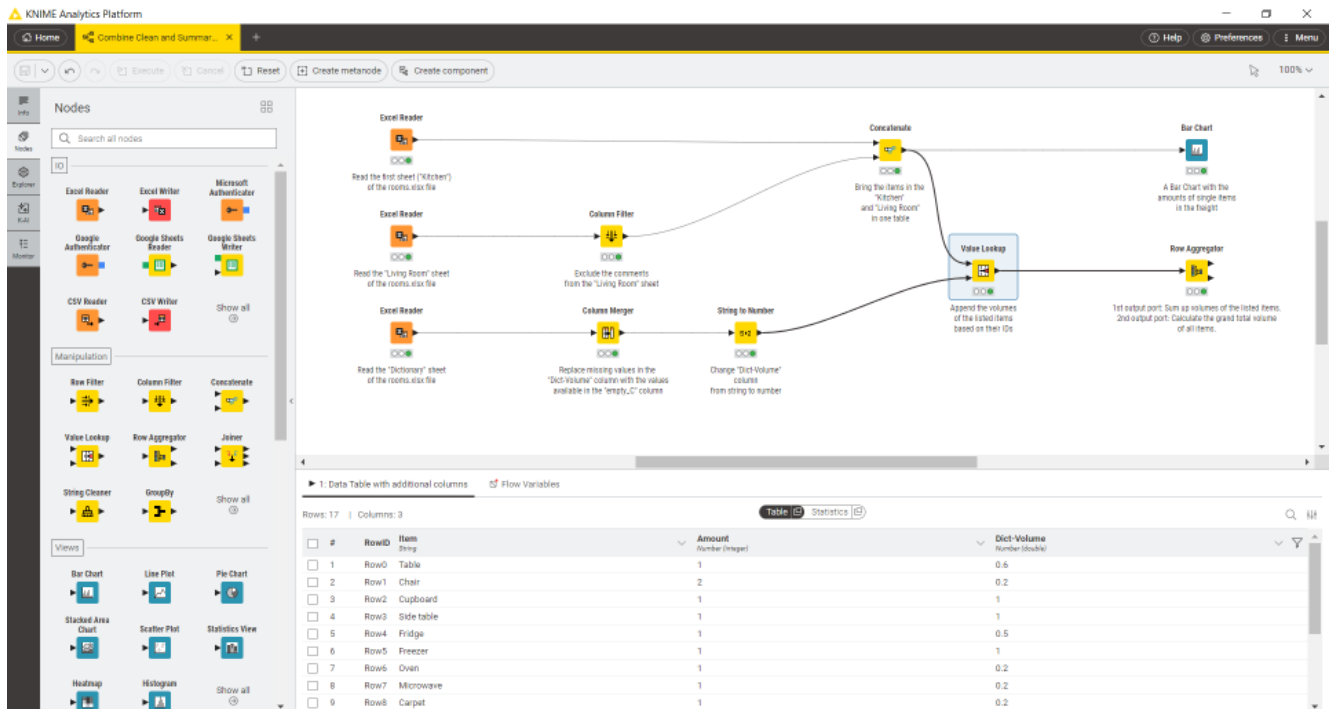 KNIME Analytics Platform
Home
Combine Clean and Summar...
Help
Preferences
Menu
Execute
Cancel
Reset
Create metanode
Create component
100%
Info
Nodes
Explorer
K-AI
Monitor
Nodes
Search all nodes
IO
Excel Reader
Excel Writer
Microsoft
Authenticator
Google
Authenticator
Google Sheets
Reader
Google Sheets
Writer
CSV Reader
CSV Writer
Show all
Manipulation
Row Filter
Column Filter
Concatenate
Value Lookup
Row Aggregator
Joiner
String Cleaner
GroupBy
Show all
Views
Bar Chart
Line Plot
Pie Chart
Stacked Area
Chart
Scatter Plot
Statistics View
Heatmap
Histogram
Show all
Excel Reader
Read the first sheet ("Kitchen")
of the rooms.xlsx file
Concatenate
Bring the items in the
"Kitchen"
and "Living Room"
in one table
Bar Chart
A Bar Chart with the
amounts of single items
in the freight
Excel Reader
Read the "Living Room" sheet
of the rooms.xlsx file
Column Filter
Exclude the comments
from the "Living Room" sheet
Value Lookup
Append the volumes
of the listed items
based on their IDs
Row Aggregator
1st output port: Sum up volumes of the listed items.
2nd output port: Calculate the grand total volume
of all items.
Excel Reader
Read the "Dictionary" sheet
of the rooms.xlsx file
Column Merger
Replace missing values in the
"Dict-Volume" column with the values
available in the "empty_C" column
String to Number
Change "Dict-Volume"
column
from string to number
1: Data Table with additional columns
Flow Variables
Rows: 17 | Columns: 3
Table
Statistics
# RowID Item Amount Dict-Volume
String Number (integer) Number (double)
1 Row0 Table 1 0.6
2 Row1 Chair 2 0.2
3 Row2 Cupboard 1 1
4 Row3 Side table 1 1
5 Row4 Fridge 1 0.5
6 Row5 Freezer 1 1
7 Row6 Oven 1 0.2
8 Row7 Microwave 1 0.2
9 Row8 Carpet 1 0.2